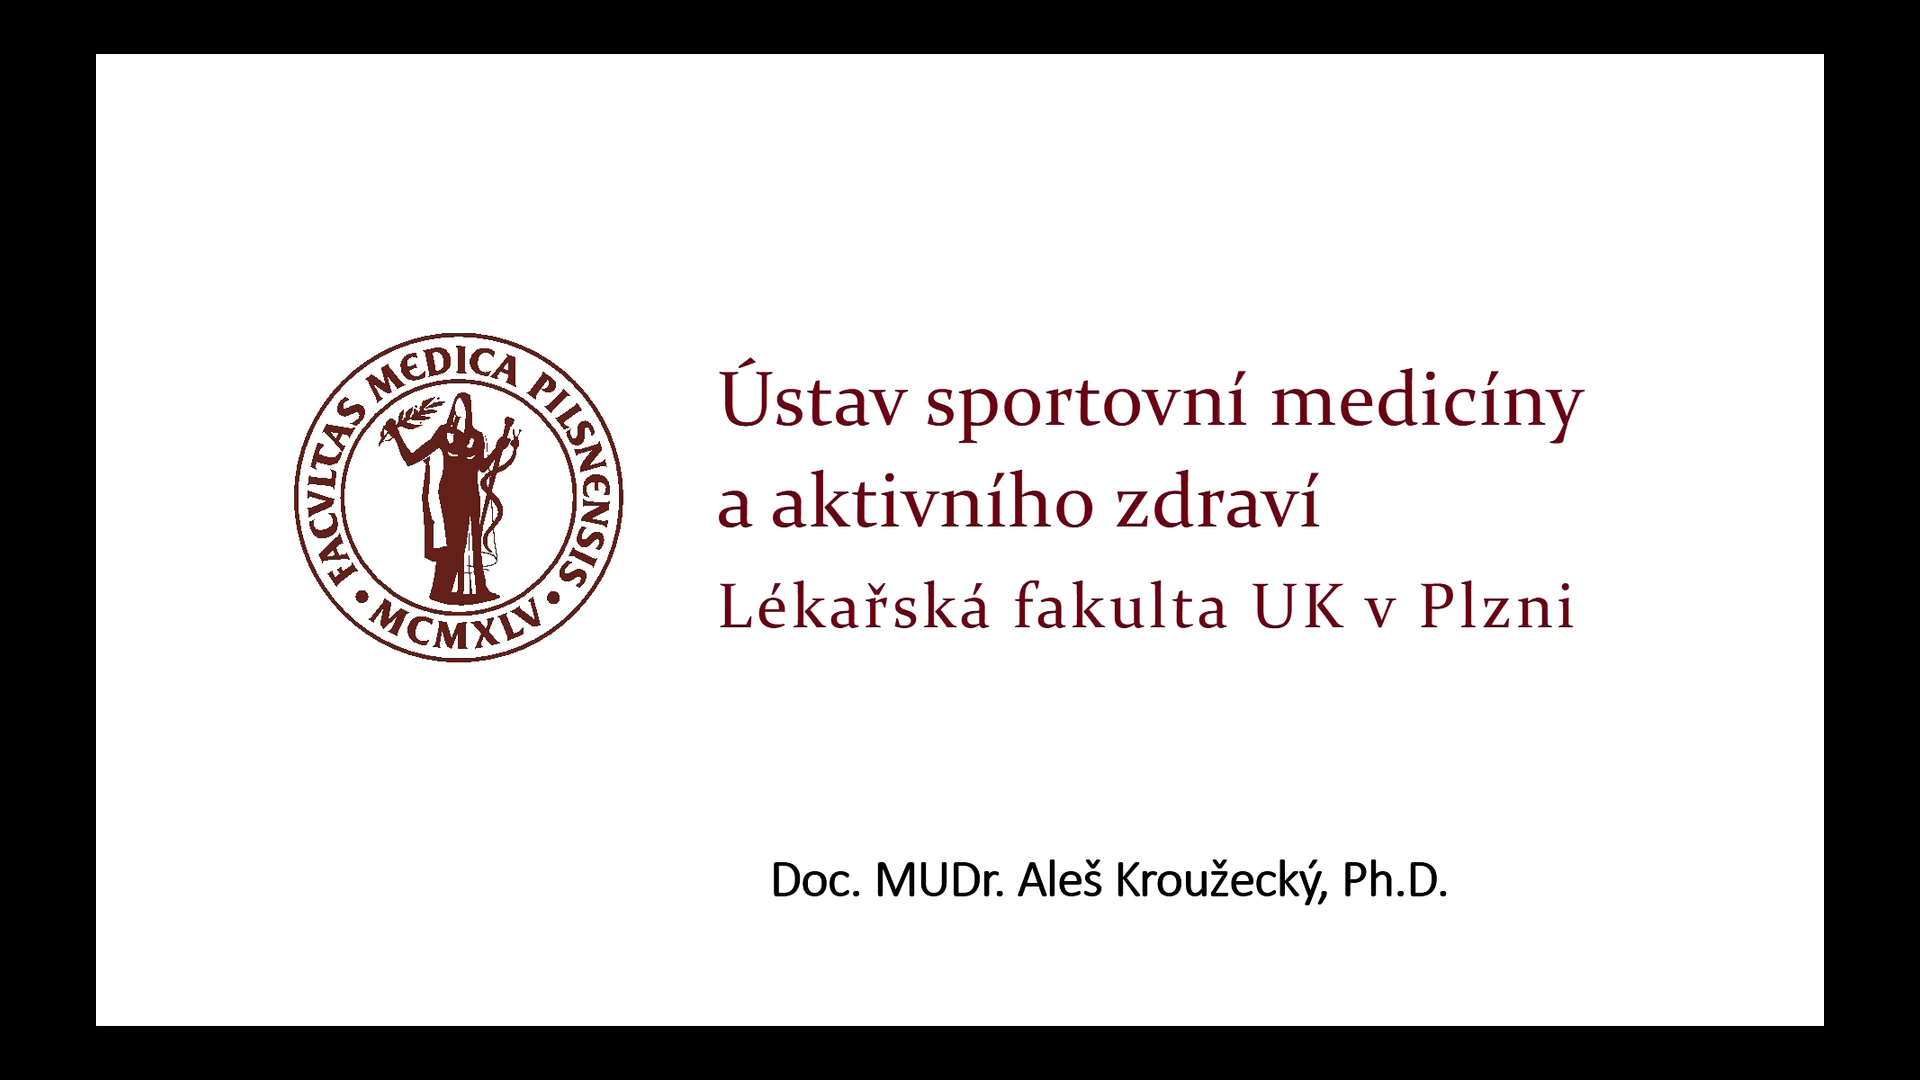 FACVLTAS MEDICA PILSNENSIS
• MCMXLV •
Ústav sportovní medicíny
a aktivního zdraví
Lékařská fakulta UK v Plzni
Doc. MUDr. Aleš Kroužecký, Ph.D.